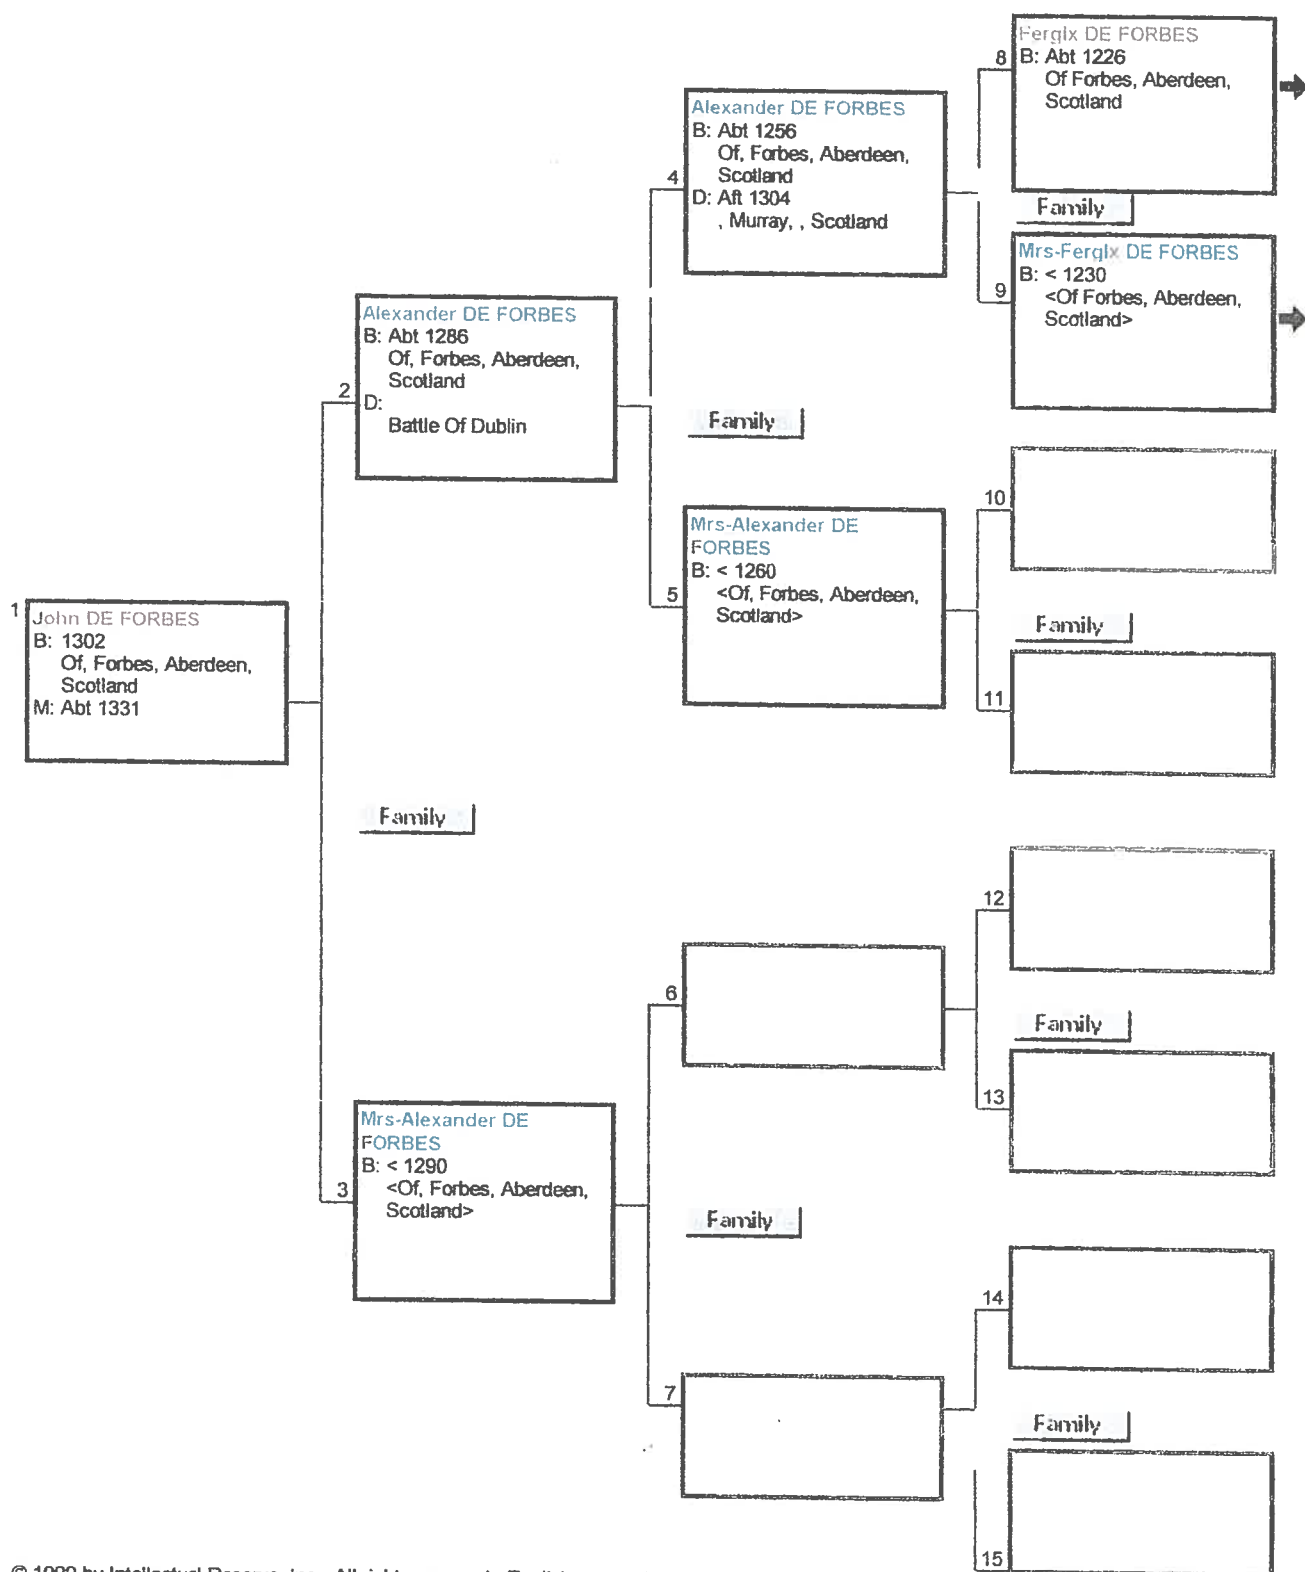 8
Ferglx DE FORBES
B: Abt 1226
Of Forbes, Aberdeen,
Scotland
Family
4
Alexander DE FORBES
B: Abt 1256
Of, Forbes, Aberdeen,
Scotland
D: Aft 1304
, Murray, , Scotland
9
Mrs-Ferglx DE FORBES
B: < 1230
<Of Forbes, Aberdeen,
Scotland>
2
Alexander DE FORBES
B: Abt 1286
Of, Forbes, Aberdeen,
Scotland
D:
Battle Of Dublin
Family
10
5
Mrs-Alexander DE
FORBES
B: < 1260
<Of, Forbes, Aberdeen,
Scotland>
Family
11
1
John DE FORBES
B: 1302
Of, Forbes, Aberdeen,
Scotland
M: Abt 1331
Family
12
6
Family
13
3
Mrs-Alexander DE
FORBES
B: < 1290
<Of, Forbes, Aberdeen,
Scotland>
Family
14
7
Family
15